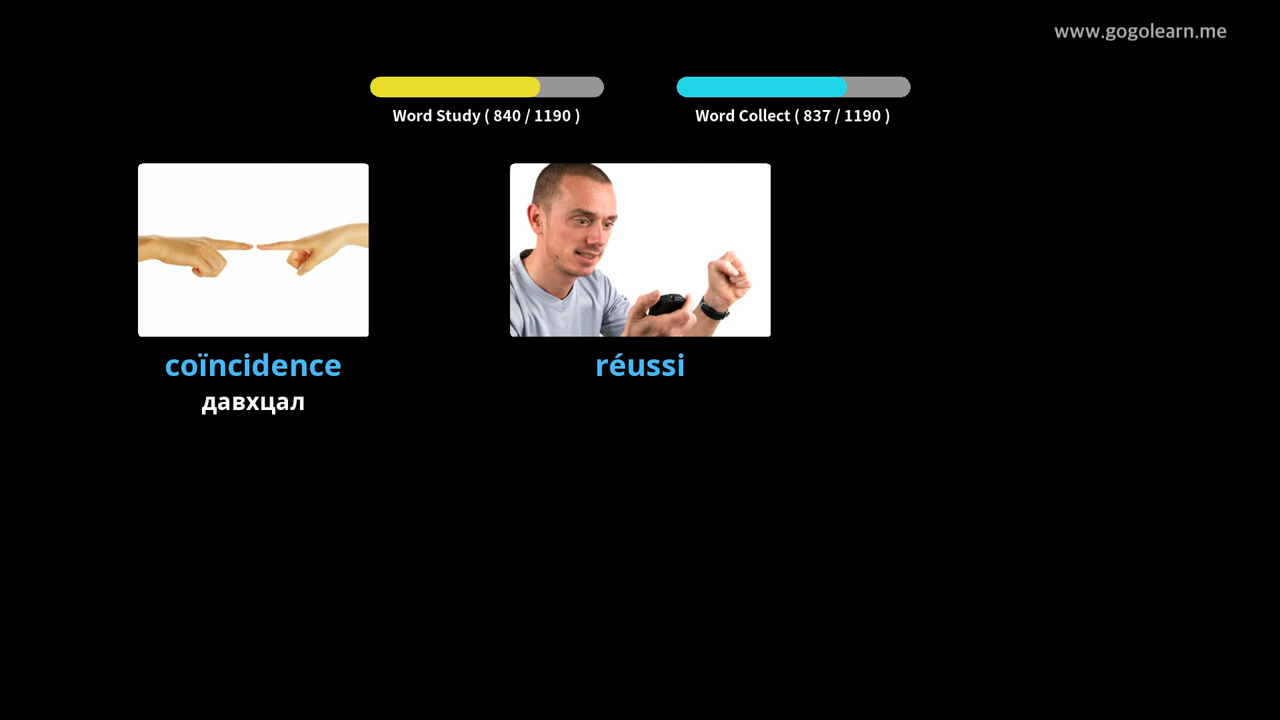 www.gogolearn.me
Word Study ( 840 / 1190 )
Word Collect ( 837 / 1190 )
coïncidence
давхцал
réussi